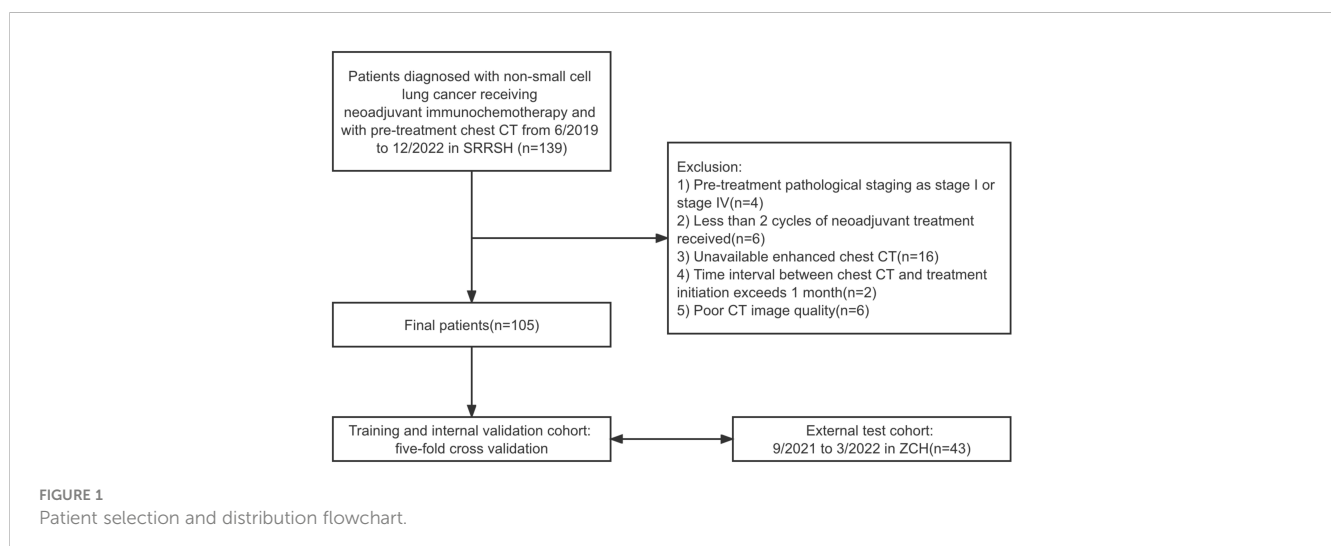 Patients diagnosed with non-small cell
lung cancer receiving
neoadjuvant immunochemotherapy and
with pre-treatment chest CT from 6/2019
to 12/2022 in SRRSH (n=139)
Exclusion:
1) Pre-treatment pathological staging as stage I or
stage IV(n=4)
2) Less than 2 cycles of neoadjuvant treatment
received(n=6)
3) Unavailable enhanced chest CT(n=16)
4) Time interval between chest CT and treatment
initiation exceeds 1 month(n=2)
5) Poor CT image quality(n=6)
Final patients(n=105)
Training and internal validation cohort:
five-fold cross validation
External test cohort:
9/2021 to 3/2022 in ZCH(n=43)
FIGURE 1
Patient selection and distribution flowchart.